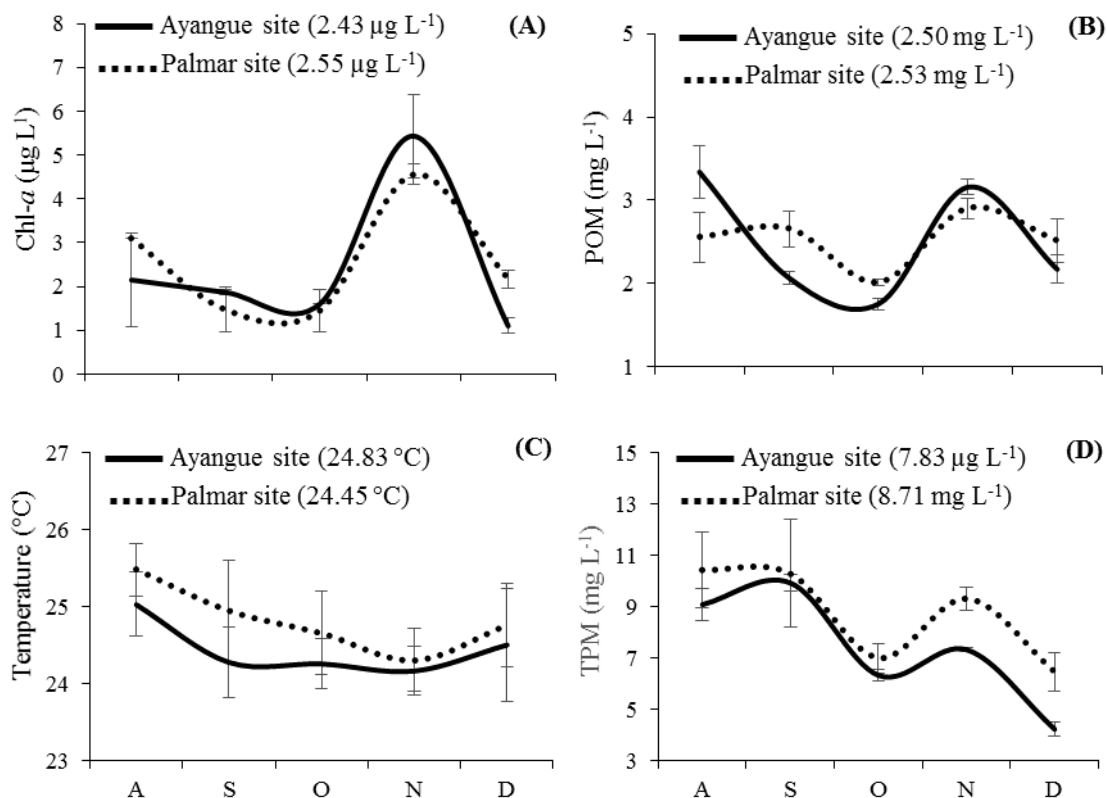 Ayangue site (2.43 µg L-1)
Palmar site (2.55 µg L-1)
(A)
Chl-a (µg L1)
8
7
6
5
4
3
2
1
0
Ayangue site (2.50 mg L-1)
Palmar site (2.53 mg L-1)
(B)
POM (mg L-1)
5
4
3
2
1
Ayangue site (24.83 °C)
Palmar site (24.45 °C)
(C)
Temperature (°C)
27
26
25
24
23
A S O N D
Ayangue site (7.83 µg L-1)
Palmar site (8.71 mg L-1)
(D)
TPM (mg L-1)
15
13
11
9
7
5
3
A S O N D